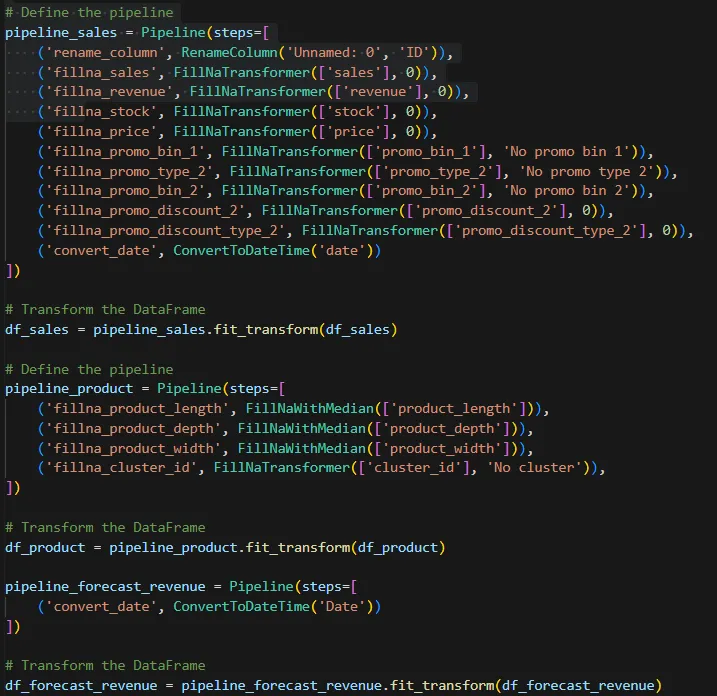 # Define the pipeline
pipeline_sales = Pipeline(steps=[
    ('rename_column', RenameColumn('Unnamed: 0', 'ID')),
    ('fillna_sales', FillNaTransformer(['sales'], 0)),
    ('fillna_revenue', FillNaTransformer(['revenue'], 0)),
    ('fillna_stock', FillNaTransformer(['stock'], 0)),
    ('fillna_price', FillNaTransformer(['price'], 0)),
    ('fillna_promo_bin_1', FillNaTransformer(['promo_bin_1'], 'No promo bin 1')),
    ('fillna_promo_type_2', FillNaTransformer(['promo_type_2'], 'No promo type 2')),
    ('fillna_promo_bin_2', FillNaTransformer(['promo_bin_2'], 'No promo bin 2')),
    ('fillna_promo_discount_2', FillNaTransformer(['promo_discount_2'], 0)),
    ('fillna_promo_discount_type_2', FillNaTransformer(['promo_discount_type_2'], 0)),
    ('convert_date', ConvertToDateTime('date'))
])
# Transform the DataFrame
df_sales = pipeline_sales.fit_transform(df_sales)
# Define the pipeline
pipeline_product = Pipeline(steps=[
    ('fillna_product_length', FillNaWithMedian(['product_length'])),
    ('fillna_product_depth', FillNaWithMedian(['product_depth'])),
    ('fillna_product_width', FillNaWithMedian(['product_width'])),
    ('fillna_cluster_id', FillNaTransformer(['cluster_id'], 'No cluster')),
])
# Transform the DataFrame
df_product = pipeline_product.fit_transform(df_product)
pipeline_forecast_revenue = Pipeline(steps=[
    ('convert_date', ConvertToDateTime('Date'))
])
# Transform the DataFrame
df_forecast_revenue = pipeline_forecast_revenue.fit_transform(df_forecast_revenue)